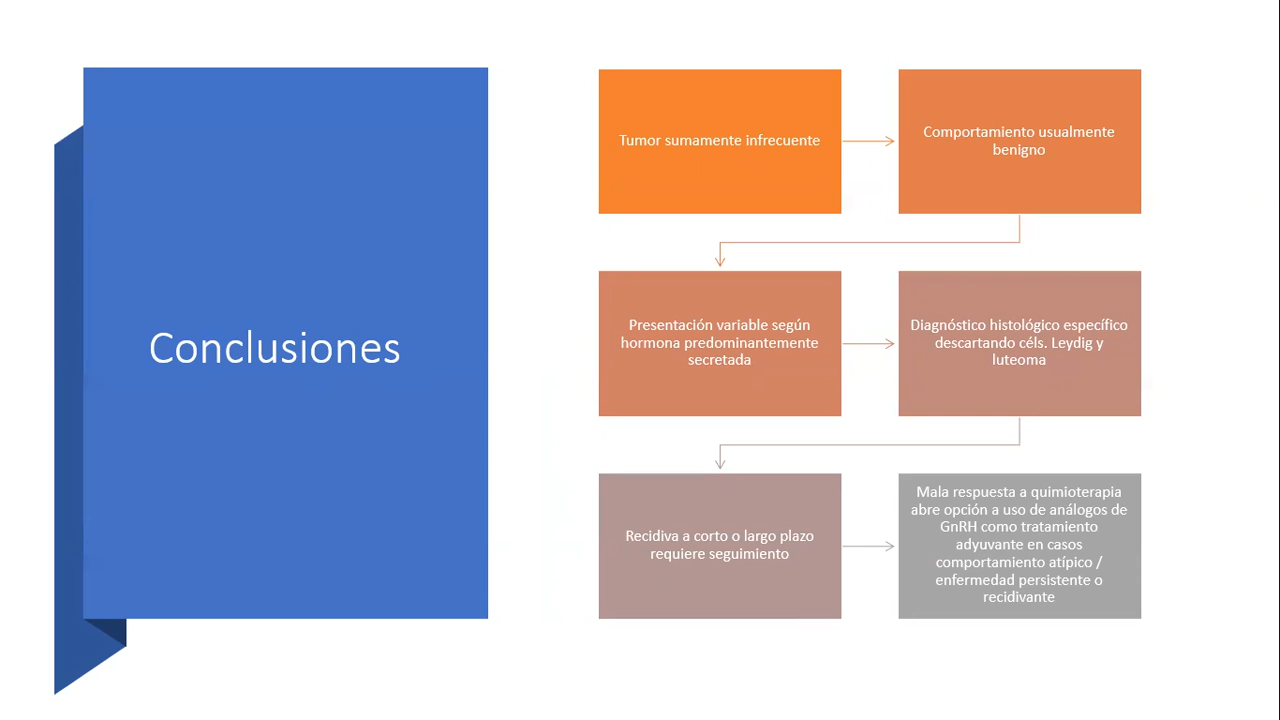 Conclusiones
Tumor sumamente infrecuente
Comportamiento usualmente
benigno
Presentación variable según
hormona predominantemente
secretada
Diagnóstico histológico específico
descartando céls. Leydig y
luteoma
Recidiva a corto o largo plazo
requiere seguimiento
Mala respuesta a quimioterapia
abre opción a uso de análogos de
GnRH como tratamiento
adyuvante en casos
comportamiento atípico /
enfermedad persistente o
recidivante